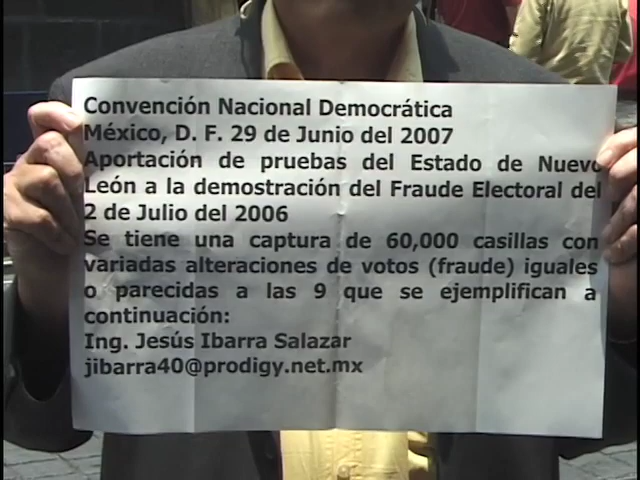 Convención Nacional Democrática
México, D. F. 29 de Junio del 2007
Aportación de pruebas del Estado de Nuevo
León a la demostración del Fraude Electoral del
2 de Julio del 2006
Se tiene una captura de 60,000 casillas con
variadas alteraciones de votos (fraude) iguales
o parecidas a las 9 que se ejemplifican a
continuación:
Ing. Jesús Ibarra Salazar
jibarra40@prodigy.net.mx